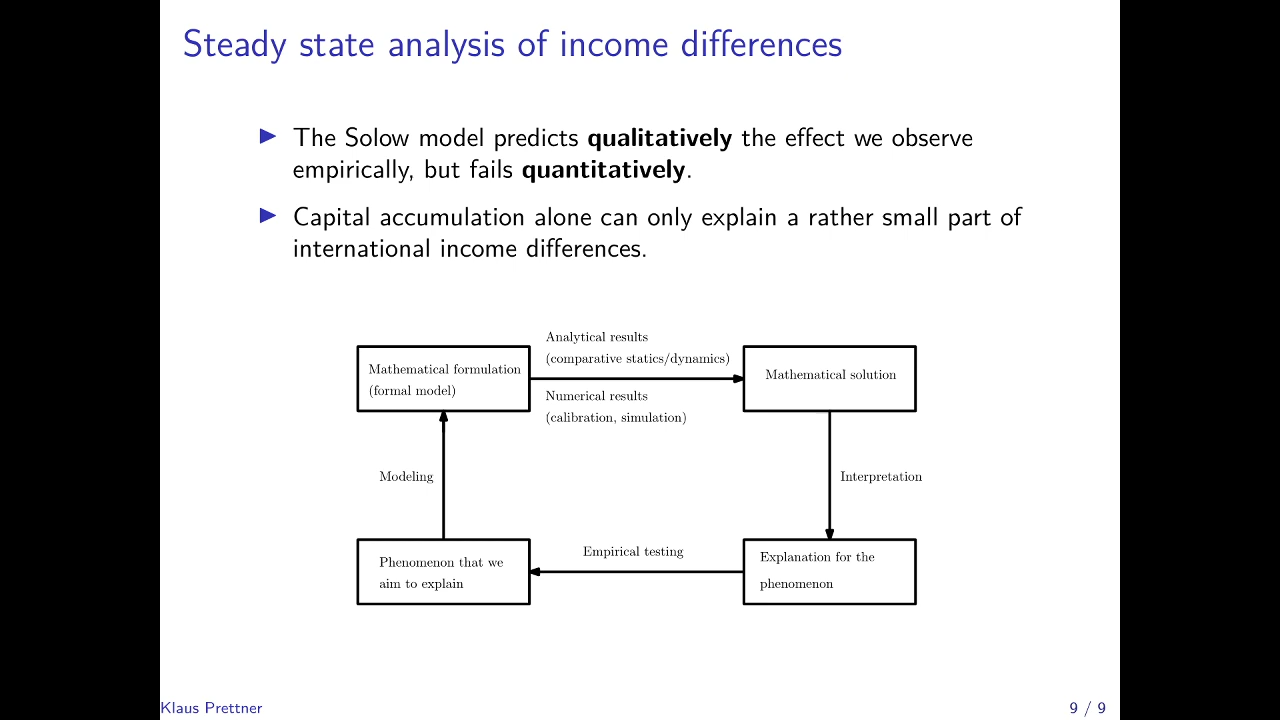 Steady state analysis of income differences
The Solow model predicts qualitatively the effect we observe
empirically, but fails quantitatively.
Capital accumulation alone can only explain a rather small part of
international income differences.
Analytical results
(comparative statics/dynamics)
Mathematical formulation
(formal model)
Mathematical solution
Numerical results
(calibration, simulation)
Modeling
Interpretation
Empirical testing
Phenomenon that we
aim to explain
Explanation for the
phenomenon
Klaus Prettner
9 / 9